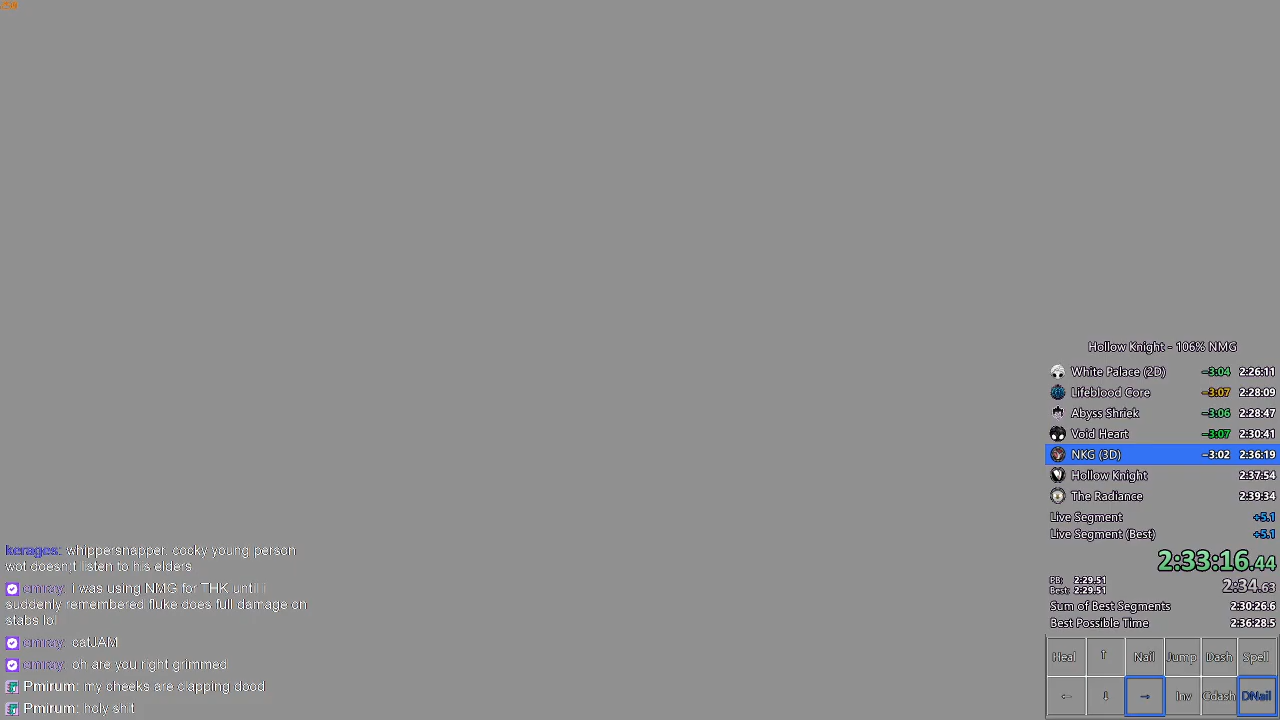 Hollow Knight - 106% NMG
White Palace (2D) -3:04 2:26:11
Lifeblood Core -3:07 2:28:09
Abyss Shriek -3:06 2:28:47
Void Heart -3:07 2:30:41
NKG (3D) -3:02 2:36:19
Hollow Knight 2:37:54
The Radiance 2:39:34
Live Segment +5.1
Live Segment (Best) +5.1
2:33:16.44
PB: 2:29.51
Best: 2:29.51
2:34.63
Sum of Best Segments 2:30:26.6
Best Possible Time 2:36:28.5
Heal ↑ Nail Jump Dash Spell
← ↓ → Inv Cdash DNail
kerages: whippersnapper, cocky young person
wot doesn;t listen to his elders
cmray: i was using NMG for THK until i
suddenly remembered fluke does full damage on
stabs lol
cmray: catJAM
cmray: oh are you right grimmed
Pmirum: my cheeks are clapping dood
Pmirum: holy shit